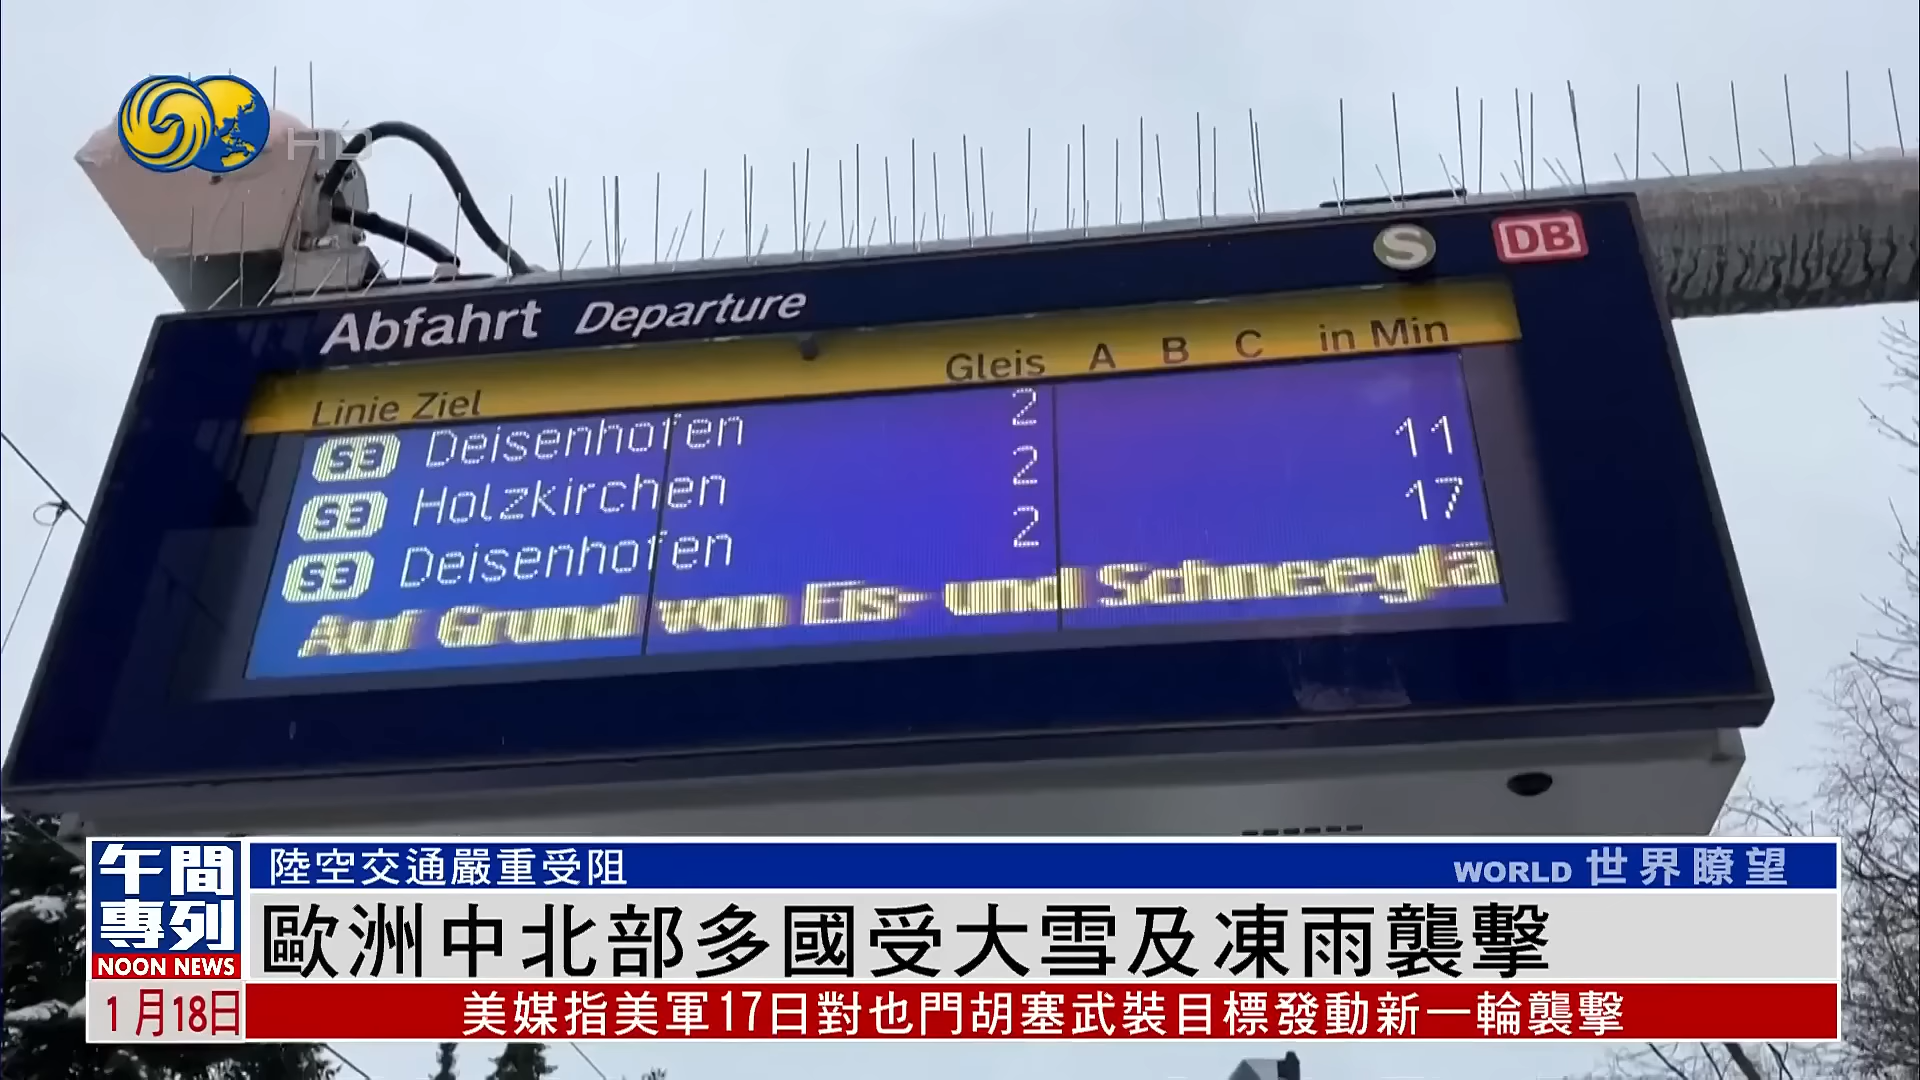 HD
S DB
Abfahrt Departure
Linie Ziel Gleis A B C in Min
Deisenhofen 2 11
Holzkirchen 2 17
Deisenhofen 2
Auf Grund von Eis- und Schneeglä
午間專列
NOON NEWS
1月18日
陸空交通嚴重受阻
WORLD 世界瞭望
歐洲中北部多國受大雪及凍雨襲擊
美媒指美軍17日對也門胡塞武裝目標發動新一輪襲擊